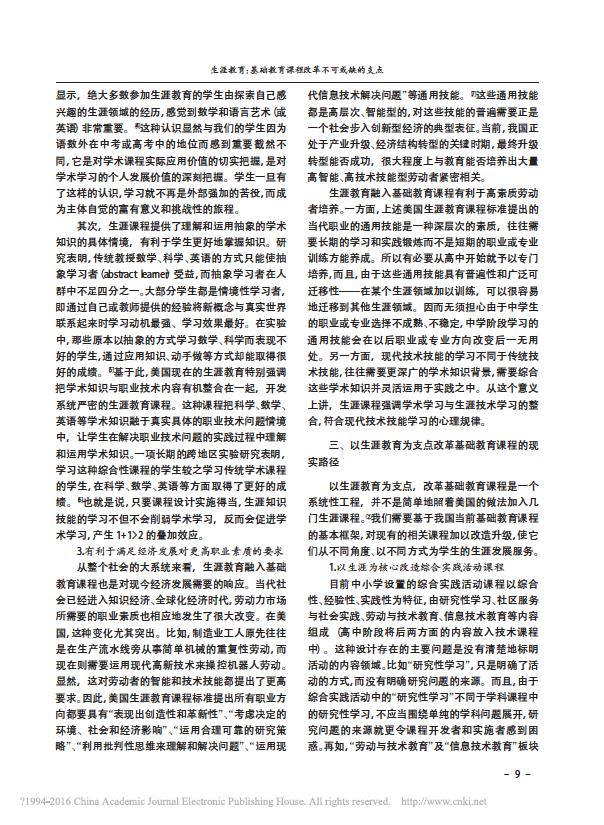 生涯教育:基础教育课程改革不可或缺的支点
显示，绝大多数参加生涯教育的学生由探索自己感
兴趣的生涯领域的经历,感觉到数学和语言艺术(或
英语)非常重要。这种认识显然与我们的学生因为
语数外在中考或高考中的地位而感到重要截然不
同,它是对学术课程实际应用价值的切实把握,是对
学术学习的个人发展价值的深刻把握。学生一旦有
了这样的认识,学习就不再是外部强加的苦役,而成
为主体自觉的富有意义和挑战性的旅程。
其次，生涯课程提供了理解和运用抽象的学术
知识的具体情境，有利于学生更好地掌握知识。研
究表明,传统教授数学、科学、英语的方式只能使抽
象学习者(abstract learner)受益,而抽象学习者在人
群中不足四分之一。大部分学生都是情境性学习者,
即通过自己或教师提供的经验将新概念与真实世界
联系起来时学习动机最强、学习效果最好。在实验
中,那些原本以抽象的方式学习数学、科学而表现不
好的学生,通过应用知识、动手做等方式却能取得很
好的成绩。基于此,美国现在的生涯教育特别强调
把学术知识与职业技术内容有机整合在一起，开发
系统严密的生涯教育课程。这种课程把科学、数学、
英语等学术知识融于真实具体的职业技术问题情境
中，让学生在解决职业技术问题的实践过程中理解
和运用学术知识。一项长期的跨地区实验研究表明,
学习这种综合性课程的学生较之学习传统学术课程
的学生,在科学、数学、英语等方面取得了更好的成
绩。也就是说,只要课程设计实施得当,生涯知识
技能的学习不但不会削弱学术学习，反而会促进学
术学习,产生1+1>2的叠加效应。
3.有利于满足经济发展对更高职业素质的要求
从整个社会的大系统来看，生涯教育融入基础
教育课程也是对现今经济发展需要的响应。当代社
会已经进入知识经济、全球化经济时代,劳动力市场
所需要的职业素质也相应地发生了很大改变。在美
国,这种变化尤其突出。比如,制造业工人原先往往
是在生产流水线旁从事简单机械的重复性劳动,而
现在则需要运用现代高新技术来操控机器人劳动。
显然，这对劳动者的智能和技术技能都提出了更高
要求。因此,美国生涯教育课程标准提出所有职业方
向都要具有“表现出创造性和革新性”、“考虑决定的
环境、社会和经济影响”、“运用合理可靠的研究策
略”、“利用批判性思维来理解和解决问题”、“运用现
代信息技术解决问题”等通用技能。这些通用技能
都是高层次、智能型的,对这些技能的普遍需要正是
一个社会步入创新型经济的典型表征。当前,我国正
处于产业升级、经济结构转型的关键时期,最终升级
转型能否成功，很大程度上与教育能否培养出大量
高智能、高技术技能型劳动者紧密相关。
生涯教育融入基础教育课程有利于高素质劳动
者培养。一方面,上述美国生涯教育课程标准提出的
当代职业的通用技能是一种深层次的素质，往往需
要长期的学习和实践锻炼而不是短期的职业或专业
训练方能养成。所以有必要从高中开始就予以专门
培养,而且,由于这些通用技能具有普遍性和广泛可
迁移性——在某个生涯领域加以训练，可以很容易
地迁移到其他生涯领域。因而无须担心由于中学生
的职业或专业选择不成熟、不稳定,中学阶段学习的
通用技能会在以后职业或专业方向改变后一无用
处。另一方面，现代技术技能的学习不同于传统技
术技能,往往需要更深广的学术知识背景,需要综合
这些学术知识并灵活运用于实践之中。从这个意义
上讲，生涯课程强调学术学习与生涯技术学习的整
合,符合现代技术技能学习的心理规律。
三、以生涯教育为支点改革基础教育课程的现
实路径
以生涯教育为支点，改革基础教育课程是一个
系统性工程，并不是简单地照着美国的做法加入几
门生涯课程。我们需要基于我国当前基础教育课程
的基本框架,对现有的相关课程加以改造升级,使它
们从不同角度、以不同方式为学生的生涯发展服务。
1.以生涯为核心改造综合实践活动课程
目前中小学设置的综合实践活动课程以综合
性、经验性、实践性为特征,由研究性学习、社区服务
与社会实践、劳动与技术教育、信息技术教育等内容
组成（高中阶段将后两方面的内容放入技术课程
中）。这种设计存在的主要问题是没有清楚地标明
活动的内容领域。比如“研究性学习”,只是明确了活
动的方式,而没有明确研究问题的来源。而且,由于
综合实践活动中的“研究性学习”不同于学科课程中
的研究性学习,不应当围绕单纯的学科问题展开,研
究问题的来源就更令课程开发者和实施者感到困
惑。再如,“劳动与技术教育”及“信息技术教育”板块
- 9 -
?1994-2016 China Academic Journal Electronic Publishing House. All rights reserved. http://www.cnki.net